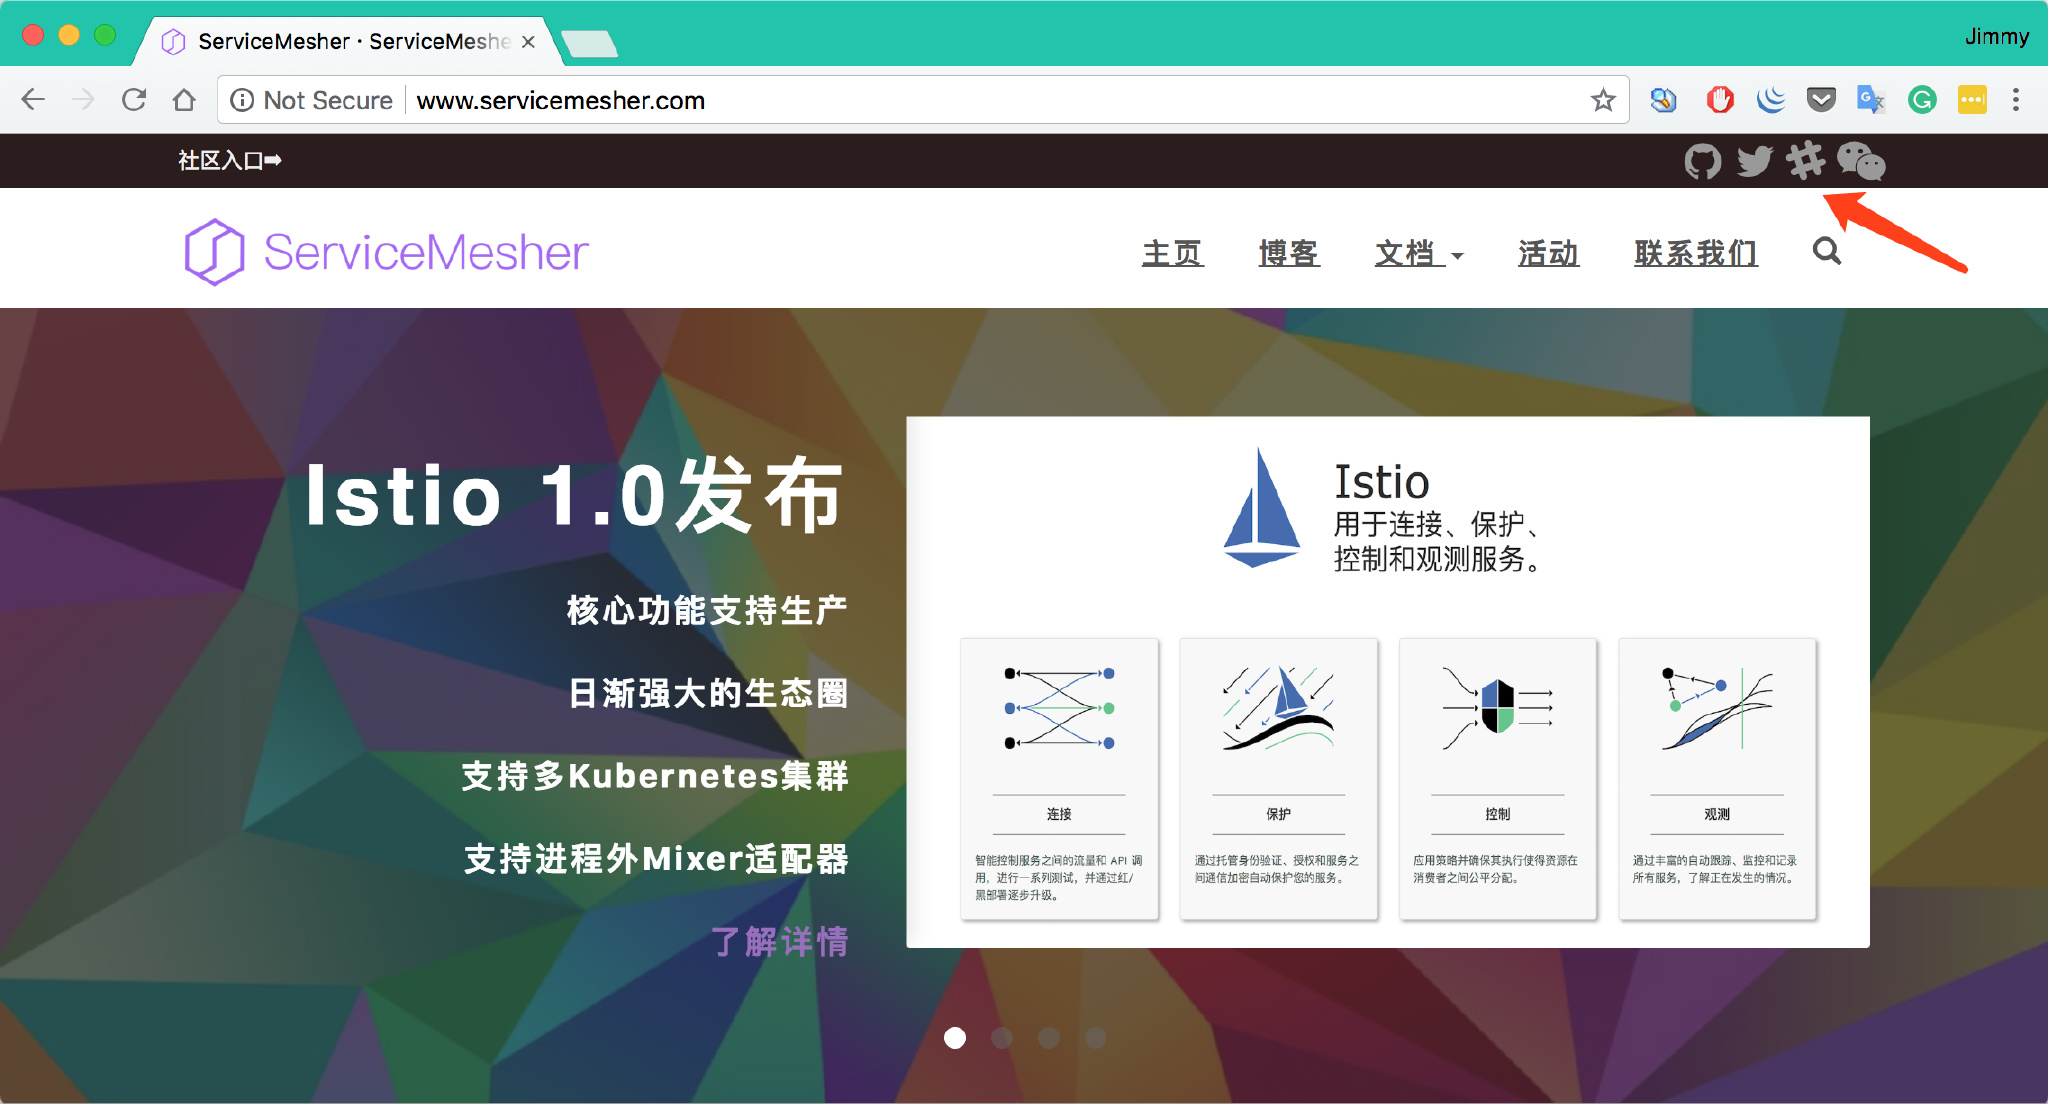 ServiceMesher · ServiceMeshe
Jimmy
Not Secure
www.servicemesher.com
社区入口➡
ServiceMesher
主页
博客
文档
活动
联系我们
Istio 1.0发布
核心功能支持生产
日渐强大的生态圈
支持多Kubernetes集群
支持进程外Mixer适配器
了解详情
Istio
用于连接、保护、
控制和观测服务。
连接
智能控制服务之间的流量和 API 调
用，进行一系列测试，并通过红/
黑部署逐步升级。
保护
通过托管身份验证、授权和服务之
间通信加密自动保护您的服务。
控制
应用策略并确保其执行使得资源在
消费者之间公平分配。
观测
通过丰富的自动跟踪、监控和记录
所有服务，了解正在发生的情况。